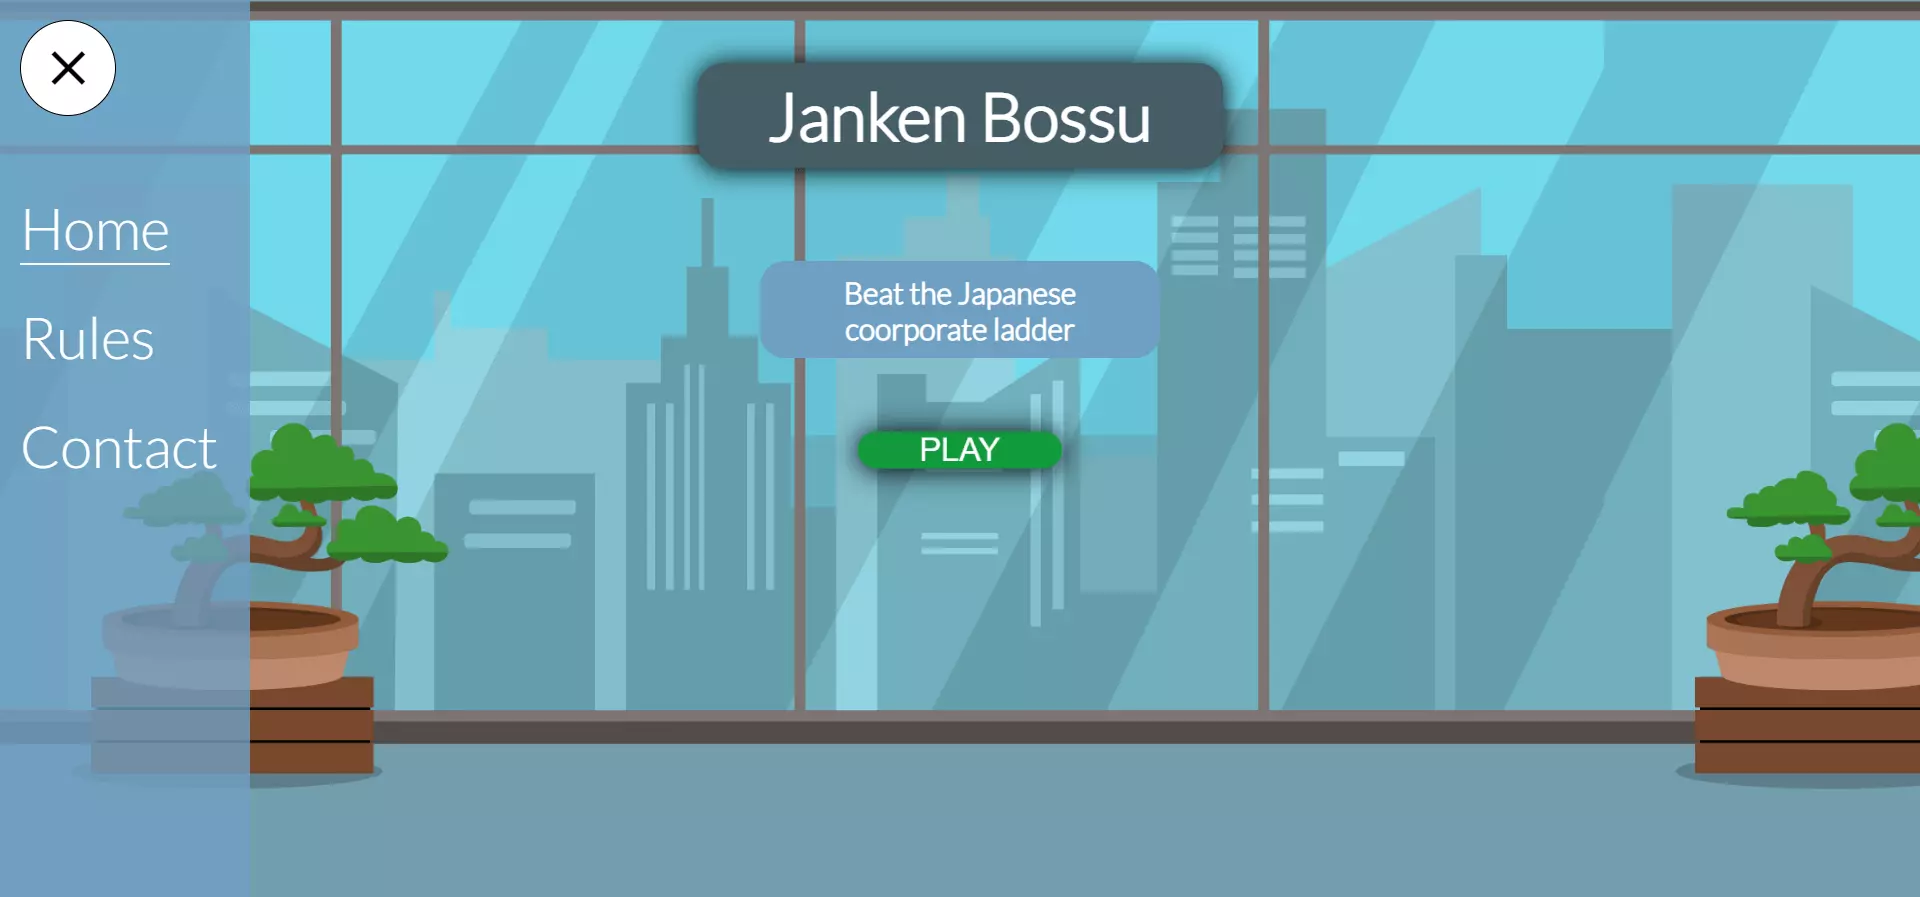 Janken Bossu
Home
Rules
Contact
Beat the Japanese
coorporate ladder
PLAY